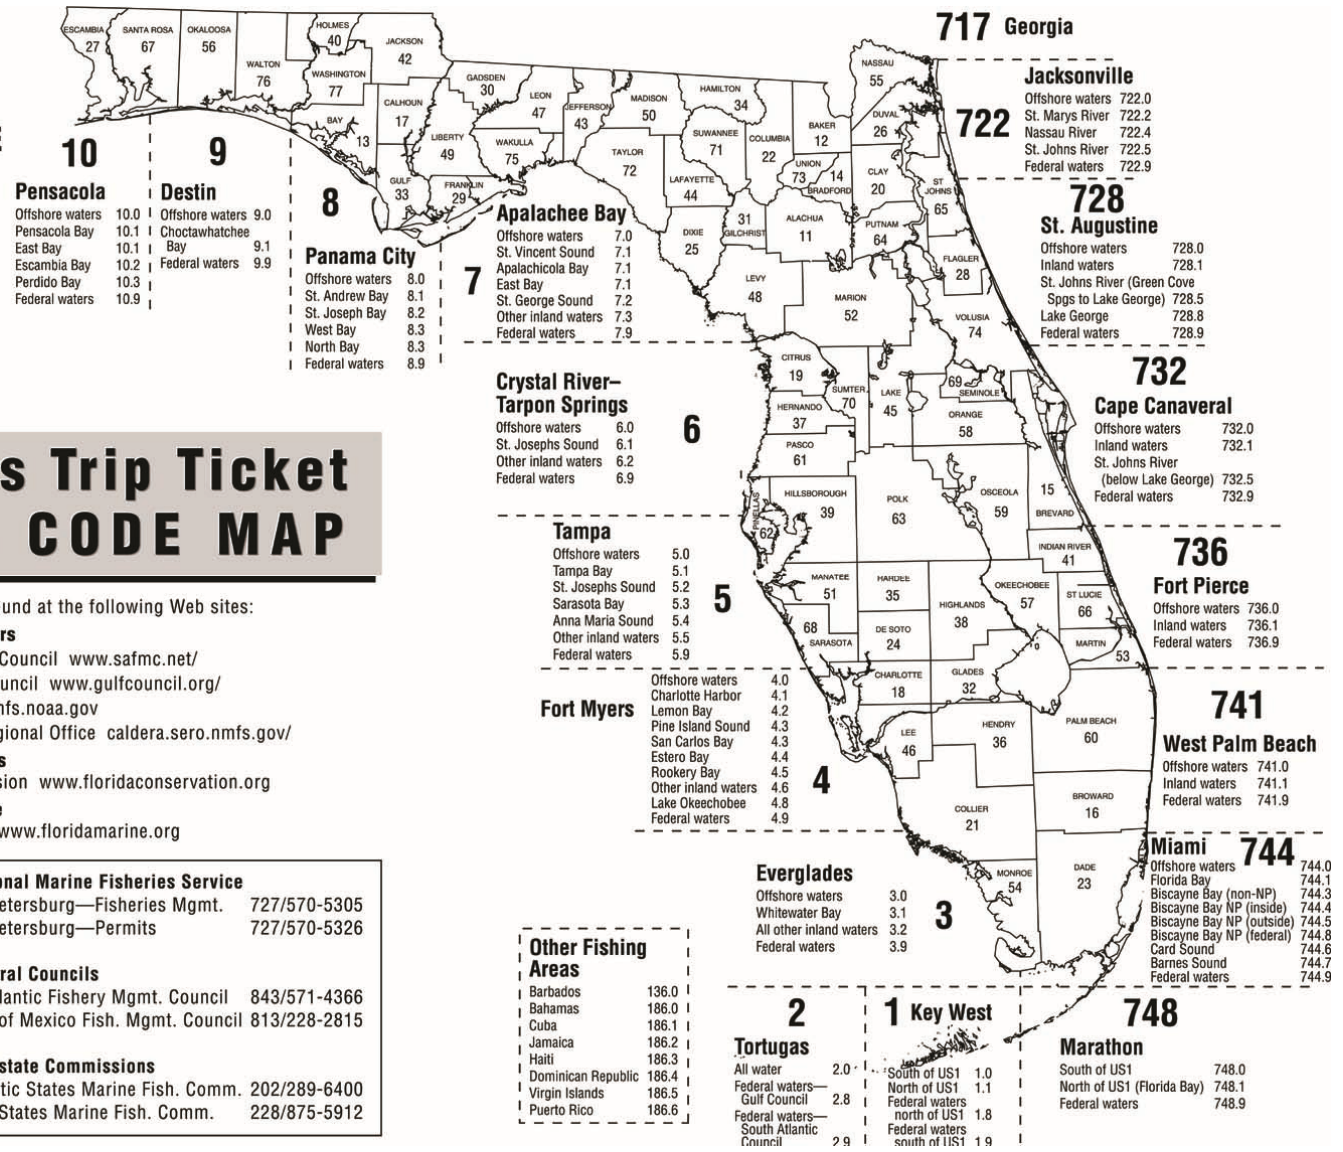 717 Georgia
ESCAMBIA
27
SANTA ROSA
67
OKALOOSA
56
WALTON
76
HOLMES
40
WASHINGTON
77
JACKSON
42
BAY
13
CALHOUN
17
GULF
33
LIBERTY
49
GADSDEN
30
FRANKLIN
29
LEON
47
WAKULLA
75
JEFFERSON
43
MADISON
50
TAYLOR
72
HAMILTON
34
SUWANNEE
71
LAFAYETTE
44
DIXIE
25
COLUMBIA
22
31
GILCHRIST
BAKER
12
UNION
73
14
BRADFORD
ALACHUA
11
LEVY
48
MARION
52
NASSAU
55
DUVAL
26
CLAY
20
ST
JOHNS
65
PUTNAM
64
FLAGLER
28
VOLUSIA
74
CITRUS
19
SUMTER
70
LAKE
45
69
SEMINOLE
ORANGE
58
HERNANDO
37
PASCO
61
PINELLAS
62
HILLSBOROUGH
39
POLK
63
OSCEOLA
59
15
BREVARD
INDIAN RIVER
41
MANATEE
51
HARDEE
35
HIGHLANDS
38
OKEECHOBEE
57
ST LUCIE
66
68
SARASOTA
DE SOTO
24
MARTIN
53
CHARLOTTE
18
GLADES
32
LEE
46
HENDRY
36
PALM BEACH
60
COLLIER
21
BROWARD
16
MONROE
54
DADE
23
10
Pensacola
Offshore waters 10.0
Pensacola Bay 10.1
East Bay 10.1
Escambia Bay 10.2
Perdido Bay 10.3
Federal waters 10.9
9
Destin
Offshore waters 9.0
Choctawhatchee
Bay 9.1
Federal waters 9.9
8
Panama City
Offshore waters 8.0
St. Andrew Bay 8.1
St. Joseph Bay 8.2
West Bay 8.3
North Bay 8.3
Federal waters 8.9
7
Apalachee Bay
Offshore waters 7.0
St. Vincent Sound 7.1
Apalachicola Bay 7.1
East Bay 7.1
St. George Sound 7.2
Other inland waters 7.3
Federal waters 7.9
6
Crystal River–
Tarpon Springs
Offshore waters 6.0
St. Josephs Sound 6.1
Other inland waters 6.2
Federal waters 6.9
5
Tampa
Offshore waters 5.0
Tampa Bay 5.1
St. Josephs Sound 5.2
Sarasota Bay 5.3
Anna Maria Sound 5.4
Other inland waters 5.5
Federal waters 5.9
4
Fort Myers
Offshore waters 4.0
Charlotte Harbor 4.1
Lemon Bay 4.2
Pine Island Sound 4.3
San Carlos Bay 4.3
Estero Bay 4.4
Rookery Bay 4.5
Other inland waters 4.6
Lake Okeechobee 4.8
Federal waters 4.9
3
Everglades
Offshore waters 3.0
Whitewater Bay 3.1
All other inland waters 3.2
Federal waters 3.9
2
Tortugas
All water 2.0
Federal waters—
Gulf Council 2.8
Federal waters—
South Atlantic
Council 2.9
1 Key West
South of US1 1.0
North of US1 1.1
Federal waters
north of US1 1.8
Federal waters
south of US1 1.9
748
Marathon
South of US1 748.0
North of US1 (Florida Bay) 748.1
Federal waters 748.9
722
Jacksonville
Offshore waters 722.0
St. Marys River 722.2
Nassau River 722.4
St. Johns River 722.5
Federal waters 722.9
728
St. Augustine
Offshore waters 728.0
Inland waters 728.1
St. Johns River (Green Cove
Spgs to Lake George) 728.5
Lake George 728.8
Federal waters 728.9
732
Cape Canaveral
Offshore waters 732.0
Inland waters 732.1
St. Johns River
(below Lake George) 732.5
Federal waters 732.9
736
Fort Pierce
Offshore waters 736.0
Inland waters 736.1
Federal waters 736.9
741
West Palm Beach
Offshore waters 741.0
Inland waters 741.1
Federal waters 741.9
Miami 744
Offshore waters 744.0
Florida Bay 744.1
Biscayne Bay (non-NP) 744.3
Biscayne Bay NP (inside) 744.4
Biscayne Bay NP (outside) 744.5
Biscayne Bay NP (federal) 744.8
Card Sound 744.6
Barnes Sound 744.7
Federal waters 744.9
Other Fishing
Areas
Barbados 136.0
Bahamas 186.0
Cuba 186.1
Jamaica 186.2
Haiti 186.3
Dominican Republic 186.4
Virgin Islands 186.5
Puerto Rico 186.6
s Trip Ticket
CODE MAP
und at the following Web sites:
rs
Council www.safmc.net/
uncil www.gulfcouncil.org/
nfs.noaa.gov
gional Office caldera.sero.nmfs.gov/
s
sion www.floridaconservation.org
e
www.floridamarine.org
onal Marine Fisheries Service
etersburg—Fisheries Mgmt. 727/570-5305
etersburg—Permits 727/570-5326
ral Councils
lantic Fishery Mgmt. Council 843/571-4366
of Mexico Fish. Mgmt. Council 813/228-2815
state Commissions
tic States Marine Fish. Comm. 202/289-6400
States Marine Fish. Comm. 228/875-5912